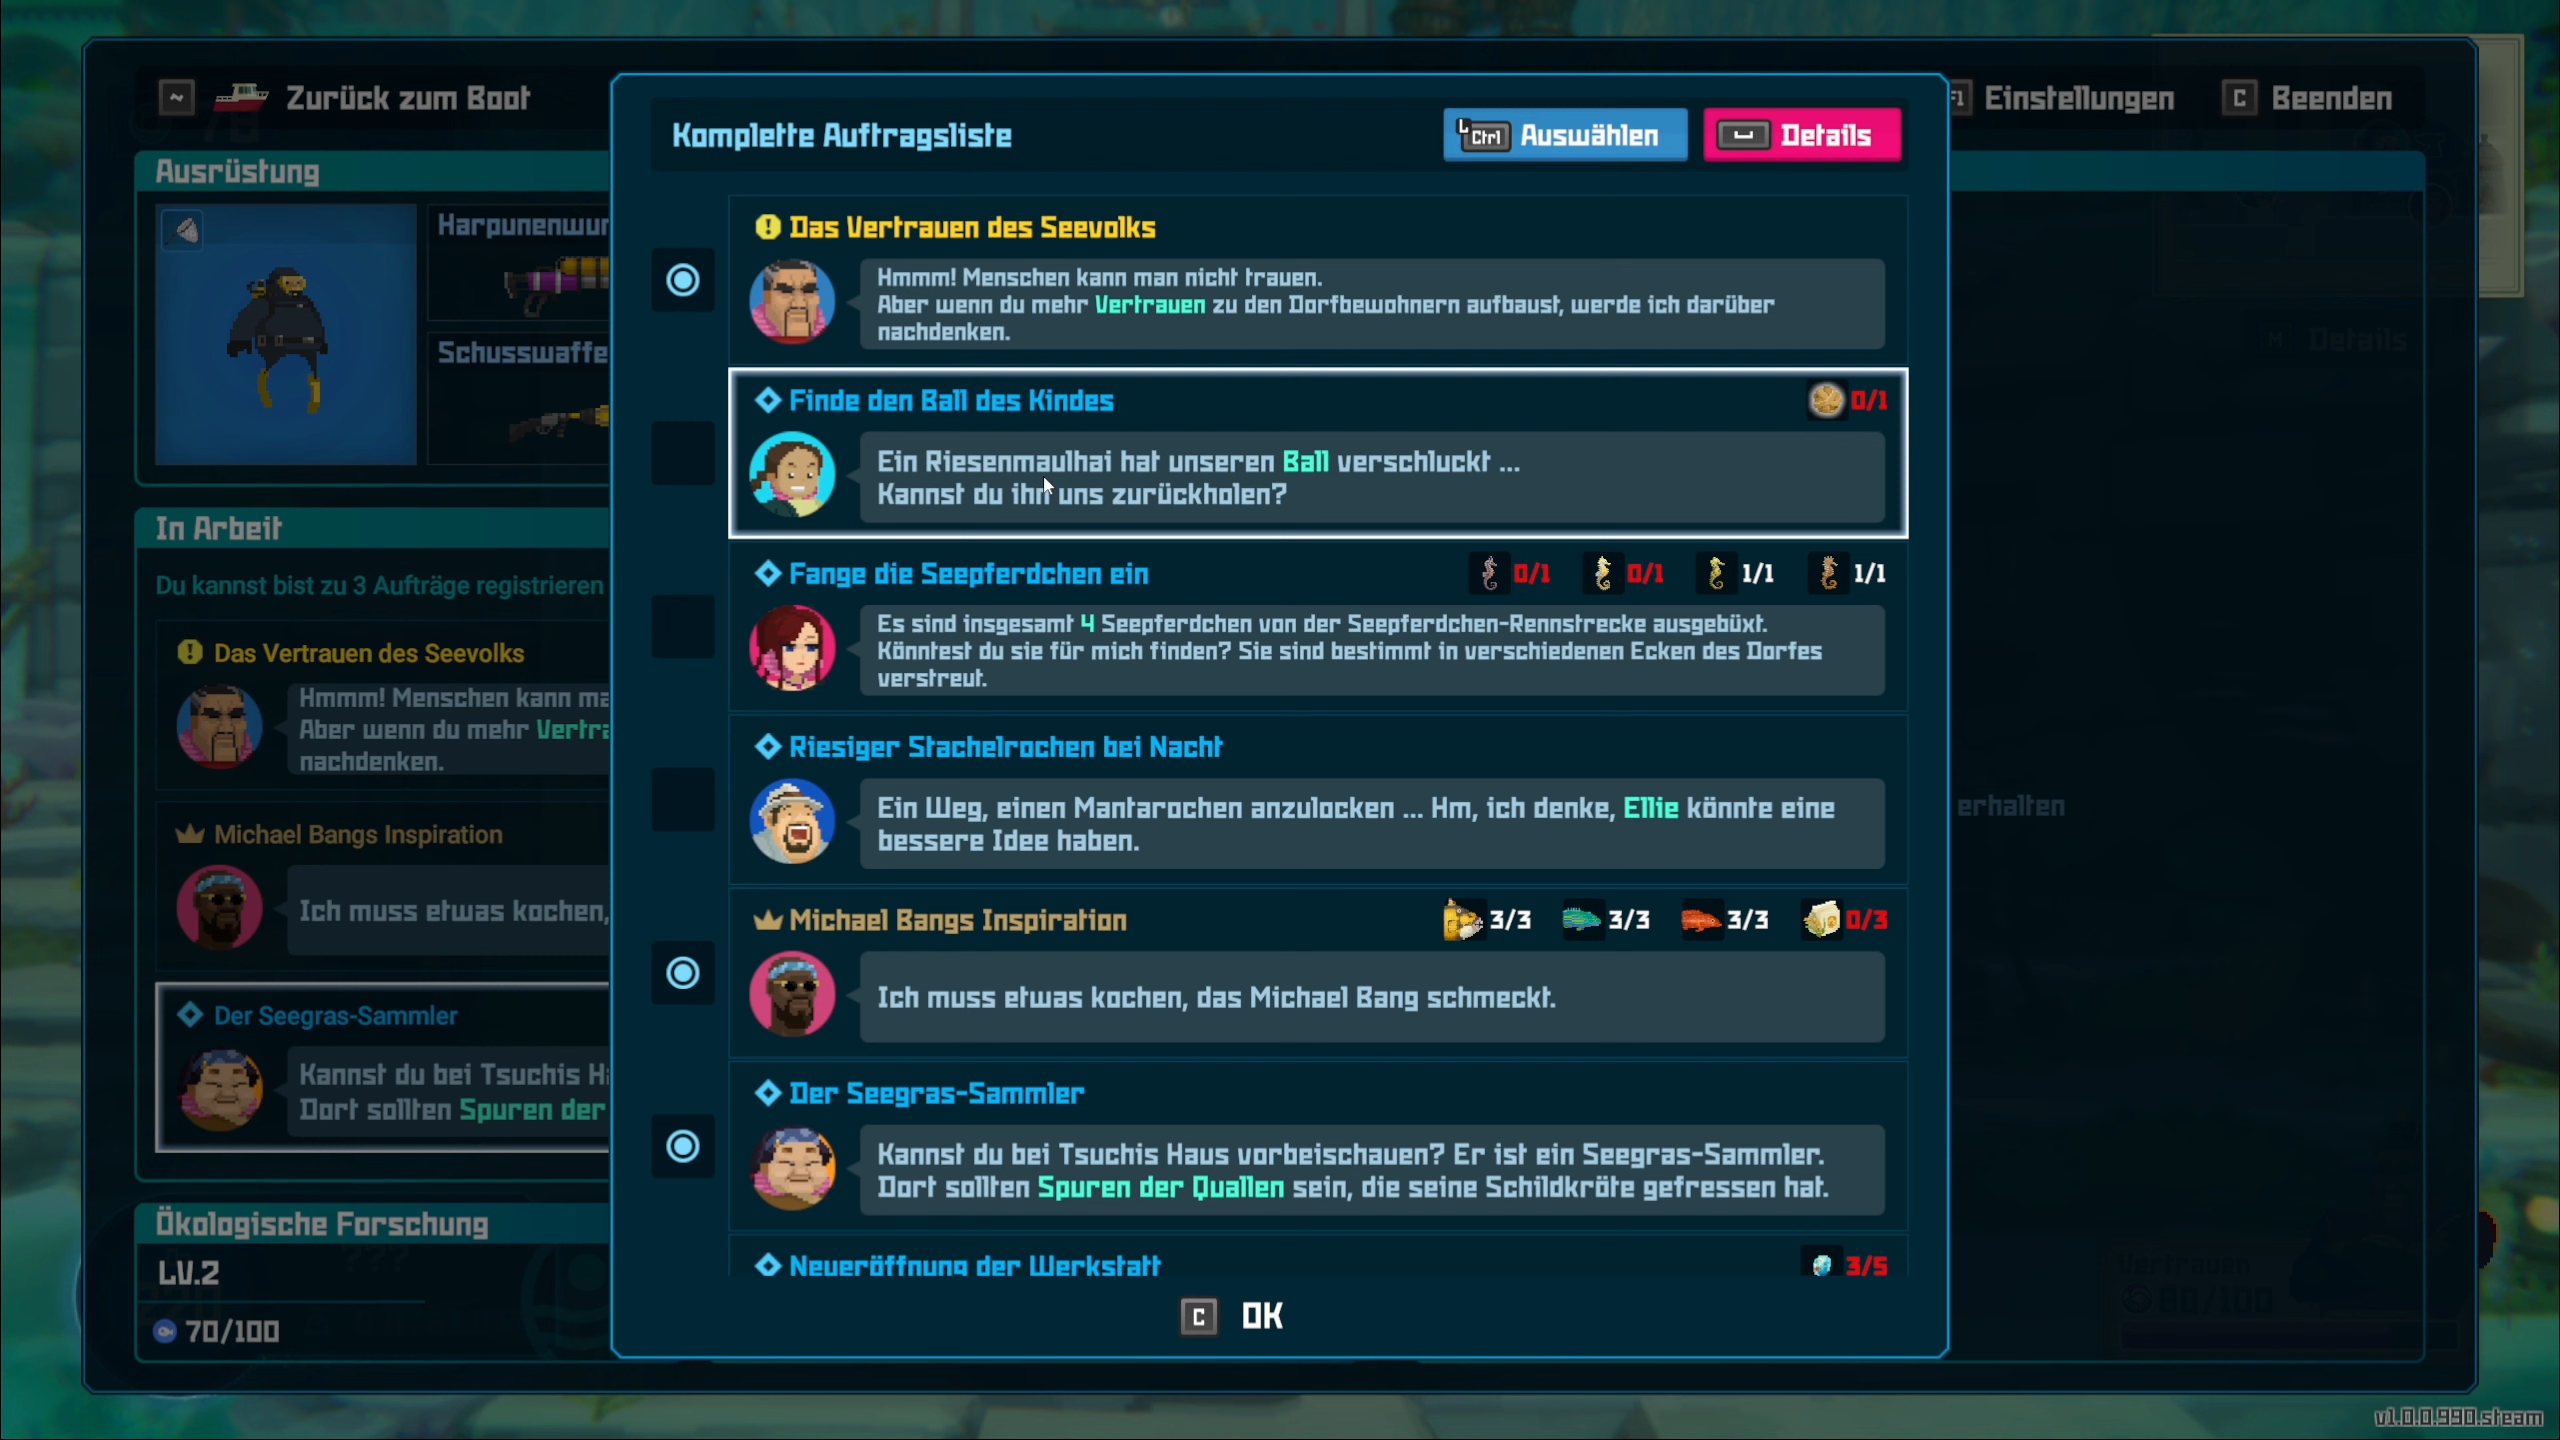 ~ Zurück zum Boot
F1 Einstellungen
C Beenden
Ausrüstung
Schusswaffe
In Arbeit
Du kannst bist zu 3 Aufträge registrieren
Das Vertrauen des Seevolks
Hmmm! Menschen kann
Aber wenn du mehr
nachdenken.
Michael Bangs Inspiration
Ich muss etwas kochen,
Der Seegras-Sammler
Kannst du bei Tsuchis
Dort sollten Spuren der
Ökologische Forschung
???
LV.2
70/100
Komplette Auftragsliste
L Ctrl Auswählen
Details
Das Vertrauen des Seevolks
Hmmm! Menschen kann man nicht trauen.
Aber wenn du mehr Vertrauen zu den Dorfbewohnern aufbaust, werde ich darüber
nachdenken.
Finde den Ball des Kindes
0/1
Ein Riesenmaulhai hat unseren Ball verschluckt ...
Kannst du ihn uns zurückholen?
Fange die Seepferdchen ein
0/1 0/1 1/1 1/1
Es sind insgesamt 4 Seepferdchen von der Seepferdchen-Rennstrecke ausgebüxt.
Könntest du sie für mich finden? Sie sind bestimmt in verschiedenen Ecken des Dorfes
verstreut.
Riesiger Stachelrochen bei Nacht
Ein Weg, einen Mantarochen anzulocken ... Hm, ich denke, Ellie könnte eine
bessere Idee haben.
Michael Bangs Inspiration
3/3 3/3 3/3 0/3
Ich muss etwas kochen, das Michael Bang schmeckt.
Der Seegras-Sammler
Kannst du bei Tsuchis Haus vorbeischauen? Er ist ein Seegras-Sammler.
Dort sollten Spuren der Quallen sein, die seine Schildkröte gefressen hat.
Neueröffnung der Werkstatt
3/5
C OK
M Details
erhalten
Vertrauen
80/100
v1.0.0.990.steam